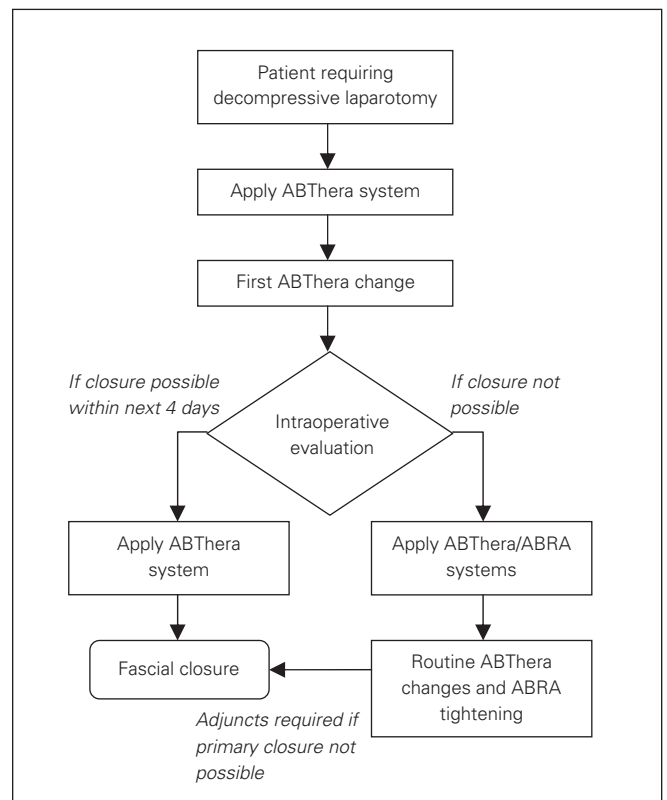 Patient requiring
decompressive laparotomy
Apply ABThera system
First ABThera change
If closure possible
within next 4 days
If closure not
possible
Intraoperative
evaluation
Apply ABThera
system
Apply ABThera/ABRA
systems
Fascial closure
Routine ABThera
changes and ABRA
tightening
Adjuncts required if
primary closure not
possible